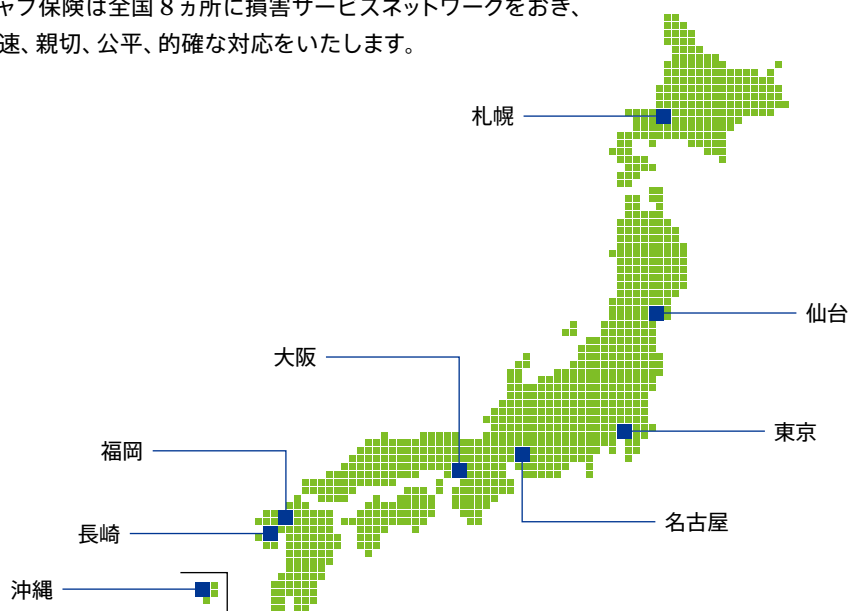 ャブ保険は全国8ヵ所に損害サービスネットワークをおき、
速、親切、公平、的確な対応をいたします。
札幌
仙台
大阪
東京
福岡
名古屋
長崎
沖縄